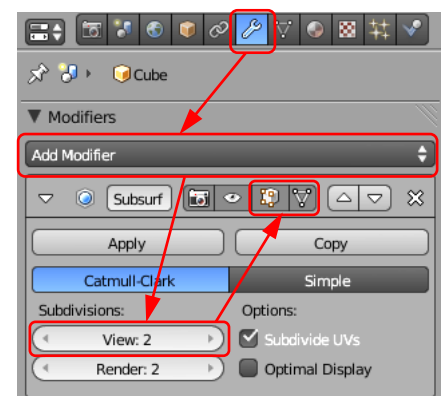 Cube
Modifiers
Add Modifier
Subsurf
Apply Copy
Catmull-Clark Simple
Subdivisions: Options:
View: 2 Subdivide UVs
Render: 2 Optimal Display